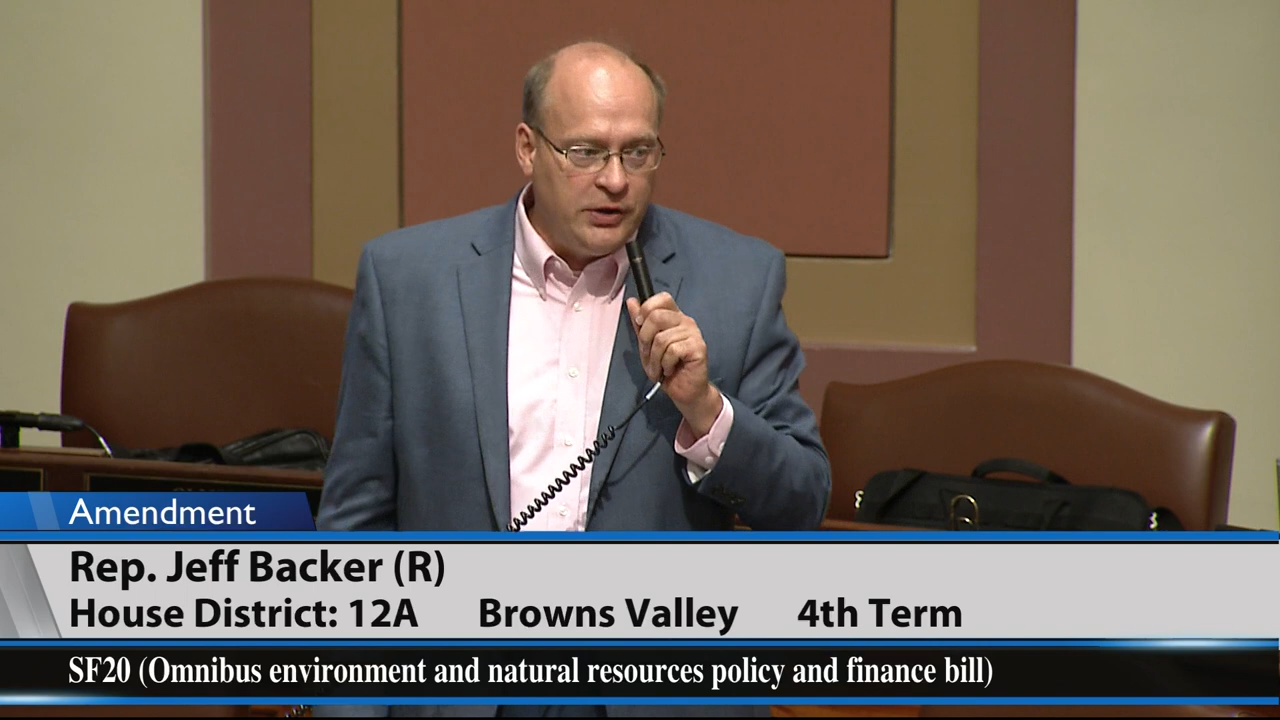 Amendment
Rep. Jeff Backer (R)
House District: 12A Browns Valley 4th Term
SF20 (Omnibus environment and natural resources policy and finance bill)